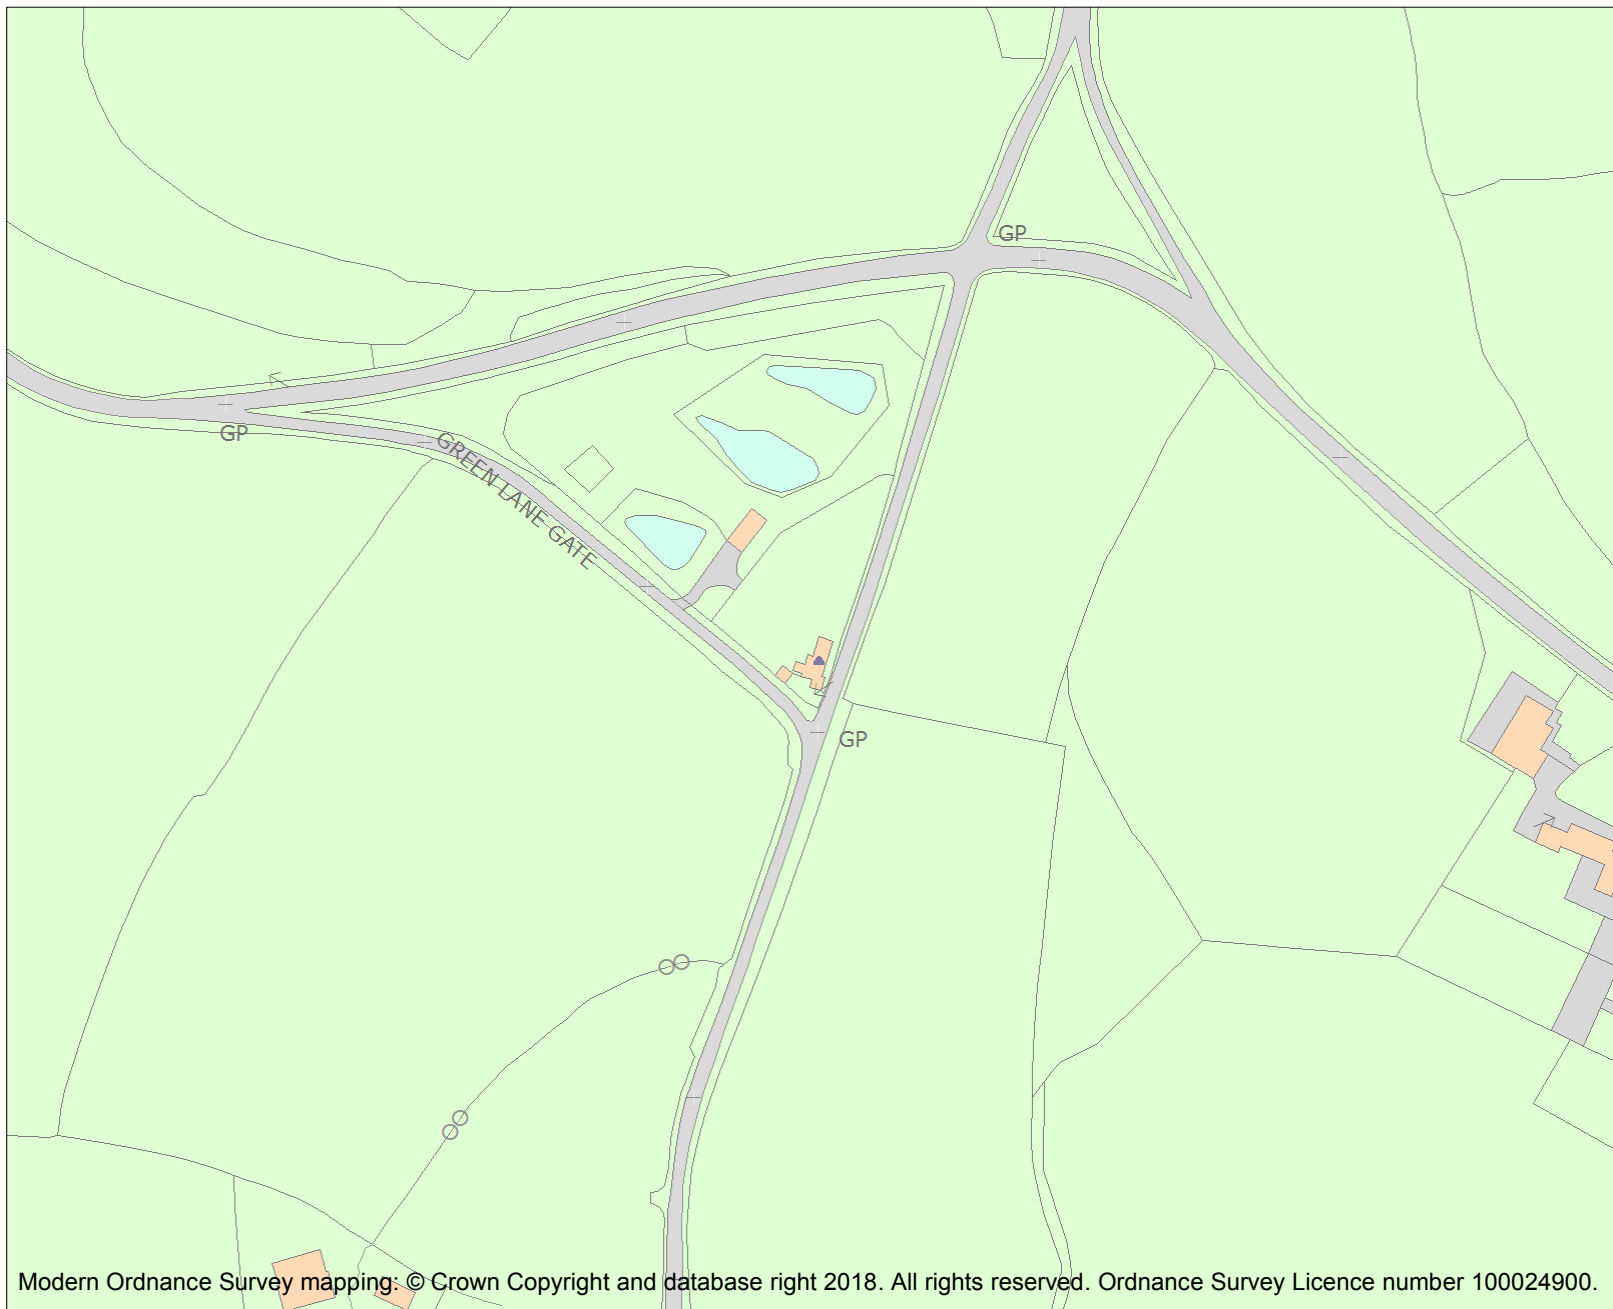 GP
GP
GREEN LANE GATE
GP
Modern Ordnance Survey mapping: © Crown Copyright and database right 2018. All rights reserved. Ordnance Survey Licence number 100024900.